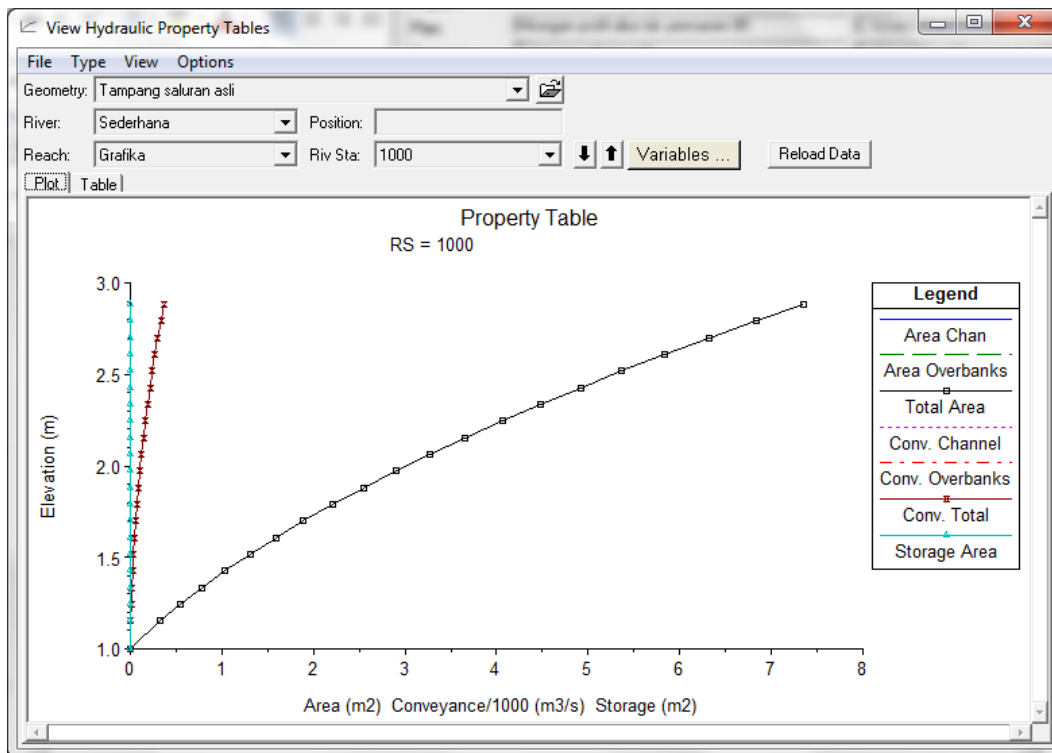 View Hydraulic Property Tables
File Type View Options
Geometry: Tampang saluran asli
River: Sederhana Position:
Reach: Grafika Riv Sta: 1000 Variables ... Reload Data
Plot Table
Property Table
RS = 1000
3.0
2.5
2.0
1.5
1.0
Elevation (m)
0 1 2 3 4 5 6 7 8
Area (m2) Conveyance/1000 (m3/s) Storage (m2)
Legend
Area Chan
Area Overbanks
Total Area
Conv. Channel
Conv. Overbanks
Conv. Total
Storage Area